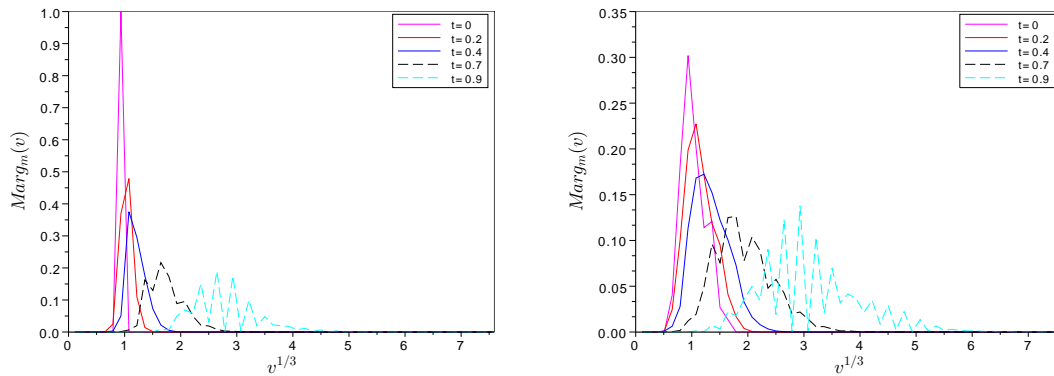 1.0
0.9
0.8
0.7
0.6
0.5
0.4
0.3
0.2
0.1
0.0
0 1 2 3 4 5 6 7
Marg_m(v)
v^{1/3}
t= 0
t= 0.2
t= 0.4
t= 0.7
t= 0.9
0.35
0.30
0.25
0.20
0.15
0.10
0.05
0.00
0 1 2 3 4 5 6 7
Marg_m(v)
v^{1/3}
t= 0
t= 0.2
t= 0.4
t= 0.7
t= 0.9